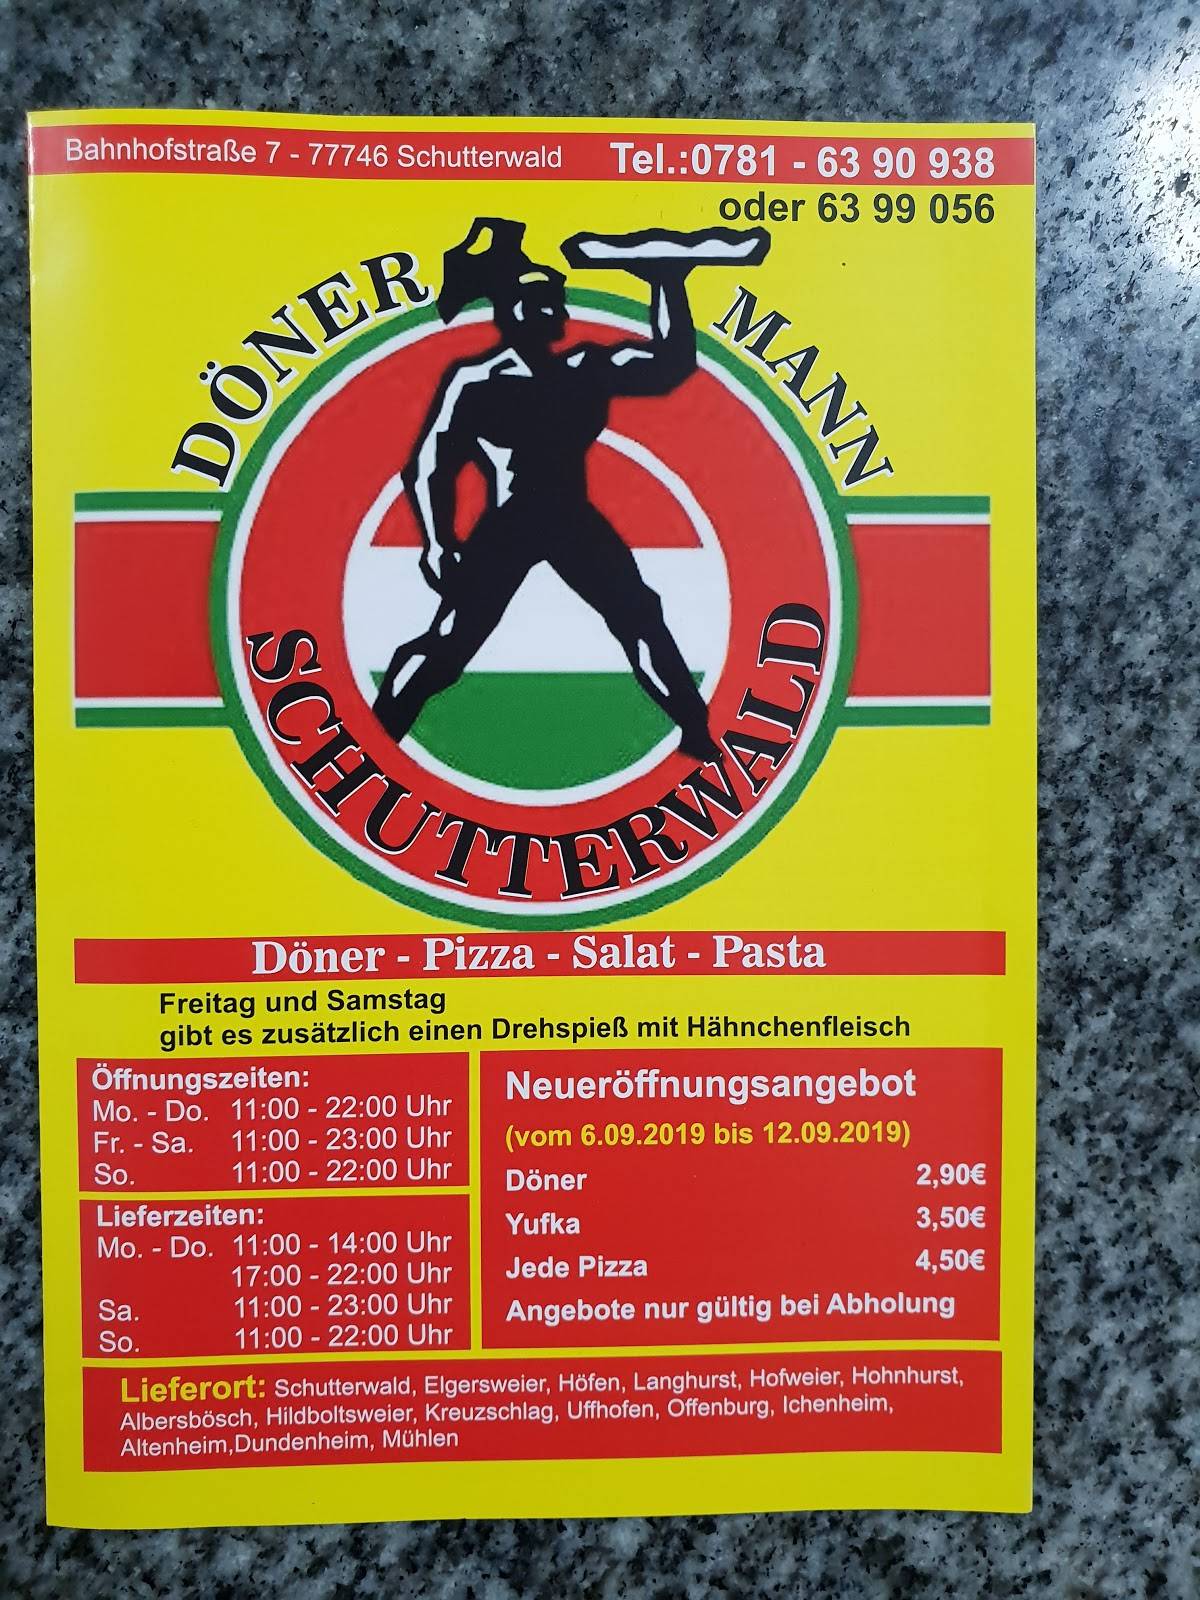 Bahnhofstraße 7 - 77746 Schutterwald
Tel.:0781 - 63 90 938
oder 63 99 056
DÖNER MANN
SCHUTTERWALD
Döner - Pizza - Salat - Pasta
Freitag und Samstag
gibt es zusätzlich einen Drehspieß mit Hähnchenfleisch
Öffnungszeiten:
Mo. - Do. 11:00 - 22:00 Uhr
Fr. - Sa. 11:00 - 23:00 Uhr
So. 11:00 - 22:00 Uhr
Lieferzeiten:
Mo. - Do. 11:00 - 14:00 Uhr
17:00 - 22:00 Uhr
Sa. 11:00 - 23:00 Uhr
So. 11:00 - 22:00 Uhr
Neueröffnungsangebot
(vom 6.09.2019 bis 12.09.2019)
Döner 2,90€
Yufka 3,50€
Jede Pizza 4,50€
Angebote nur gültig bei Abholung
Lieferort: Schutterwald, Elgersweier, Höfen, Langhurst, Hofweier, Hohnhurst,
Albersbösch, Hildboltsweier, Kreuzschlag, Uffhofen, Offenburg, Ichenheim,
Altenheim,Dundenheim, Mühlen